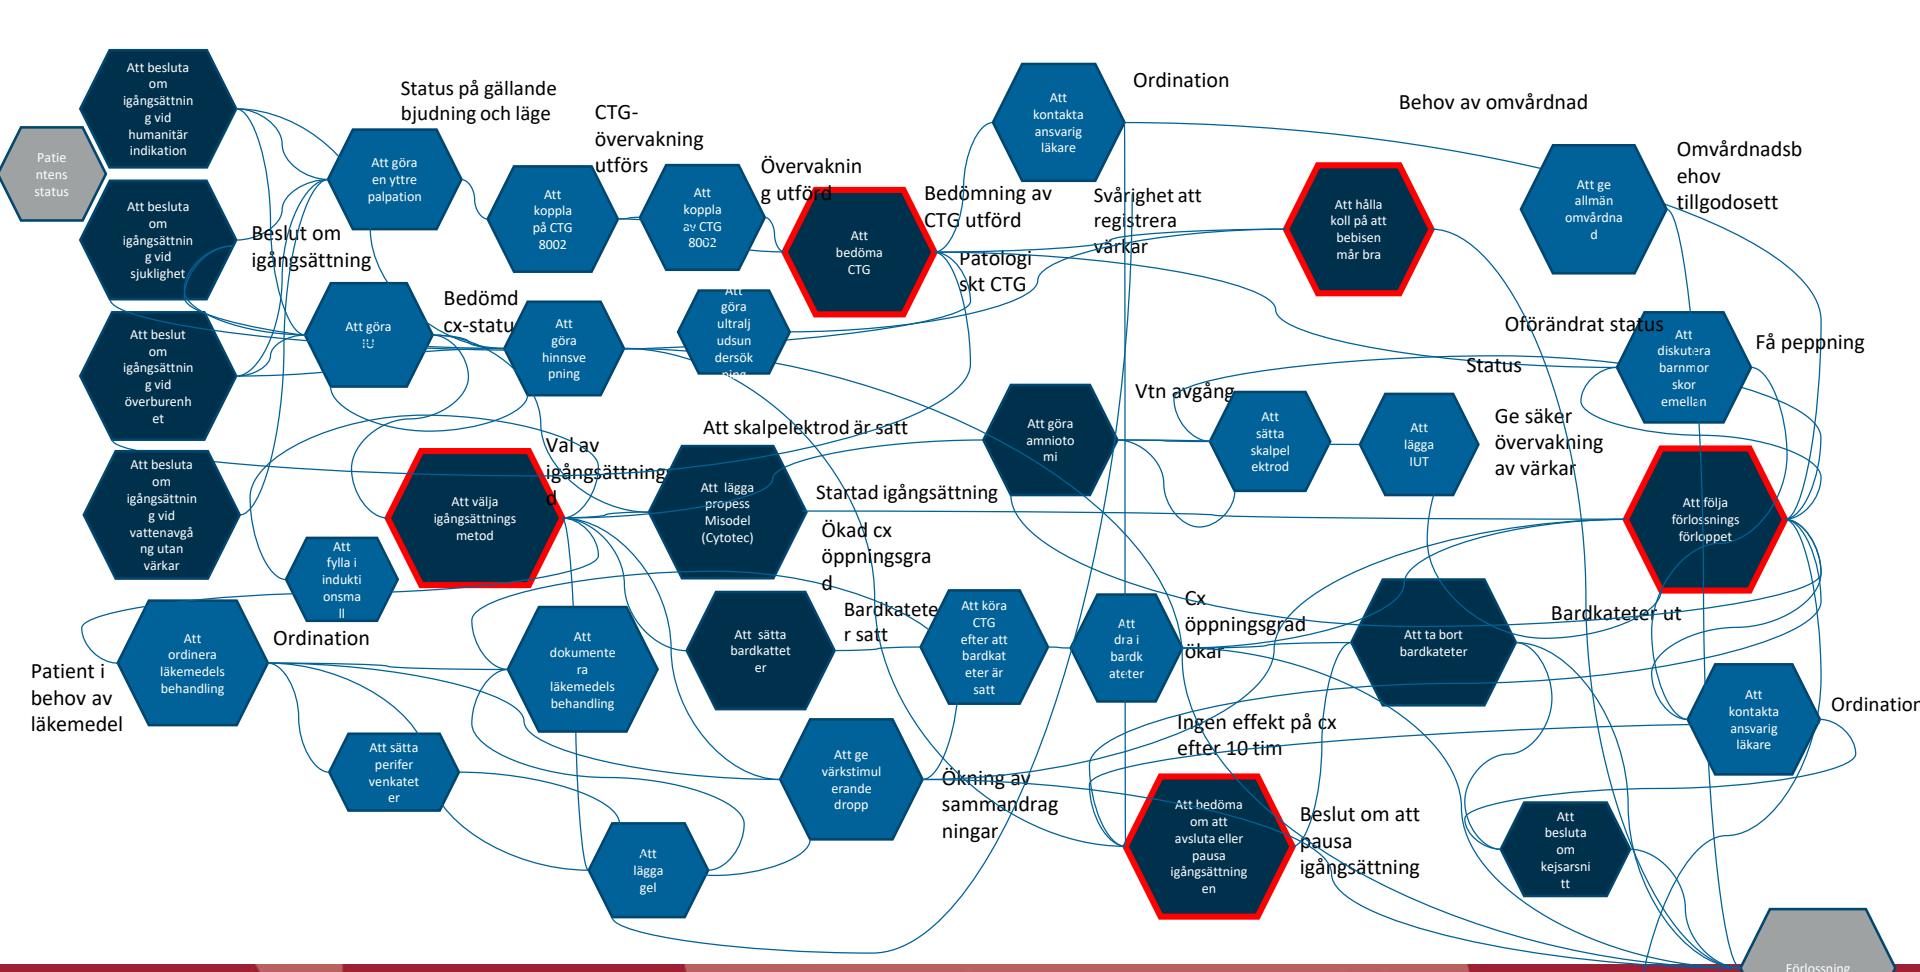 Att besluta
om
igångsättnin
g vid
humanitär
indikation
Patie
ntens
status
Att besluta
om
igångsättnin
g vid
sjuklighet
Att beslut
om
igångsättnin
g vid
överburenh
et
Att besluta
om
igångsättnin
g vid
vattenavgå
ng utan
värkar
Beslut om
igångsättning
Status på gällande
bjudning och läge
Att göra
en yttre
palpation
CTG-
övervakning
utförs
Att
koppla
på CTG
8002
Att
koppla
av CTG
8002
Övervaknin
g utförd
Att
bedöma
CTG
Bedömning av
CTG utförd
Patologi
skt CTG
Att
kontakta
ansvarig
läkare
Ordination
Svårighet att
registrera
värkar
Behov av omvårdnad
Att hålla
koll på att
bebisen
mår bra
Att ge
allmän
omvårdna
d
Omvårdnadsb
ehov
tillgodosett
Att göra
IU
Bedömd
cx-statu
Att
göra
hinnsve
pning
Att
göra
ultralj
udsun
dersök
ning
Oförändrat status
Status
Att
diskutera
barnmor
skor
emellan
Få peppning
Att välja
igångsättnings
metod
Val av
igångsättnings
d
Att skalpelektrod är satt
Att lägga
propess
Misodel
(Cytotec)
Startad igångsättning
Ökad cx
öppningsgra
d
Att göra
amnioto
mi
Vtn avgång
Att
sätta
skalpel
ektrod
Att
lägga
IUT
Ge säker
övervakning
av värkar
Att följa
förlossnings
förloppet
Att
fylla i
indukti
onsma
ll
Att
ordinera
läkemedels
behandling
Ordination
Patient i
behov av
läkemedel
Att
dokumente
ra
läkemedels
behandling
Att sätta
bardkattet
er
Bardkatete
r satt
Att köra
CTG
efter att
bardkat
eter är
satt
Att
dra i
bardk
ateter
Cx
öppningsgrad
ökar
Att ta bort
bardkateter
Bardkateter ut
Att
kontakta
ansvarig
läkare
Ordination
Att sätta
perifer
venkatet
er
Att
lägga
gel
Att ge
värkstimul
erande
dropp
Ökning av
sammandrag
ningar
Ingen effekt på cx
efter 10 tim
Att bedöma
om att
avsluta eller
pausa
igångsättning
en
Beslut om att
pausa
igångsättning
Att
besluta
om
kejsarsni
tt
Förlossning